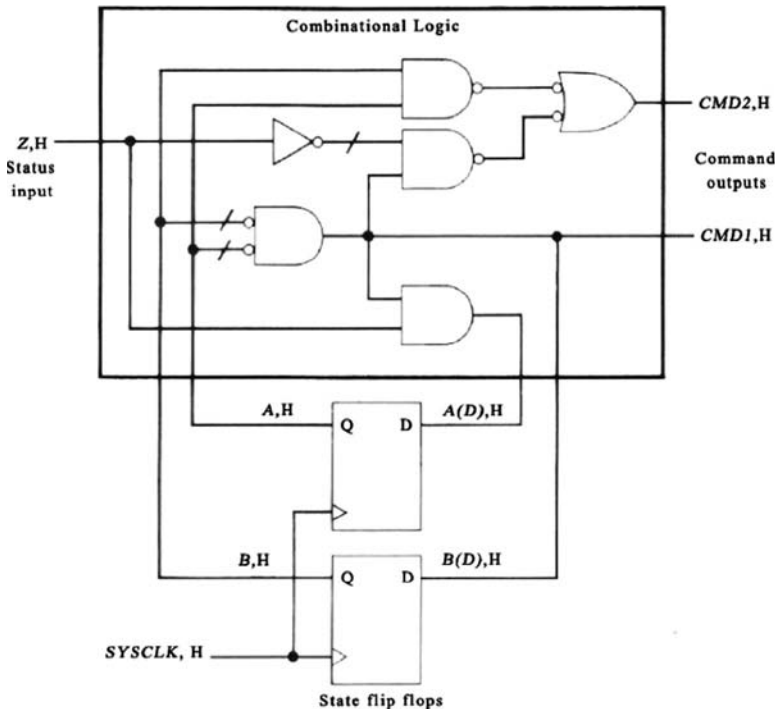 Combinational Logic
CMD2,H
Z,H
Status
input
Command
outputs
CMD1,H
A,H
Q
D
A(D),H
B,H
Q
D
B(D),H
SYSCLK, H
State flip flops